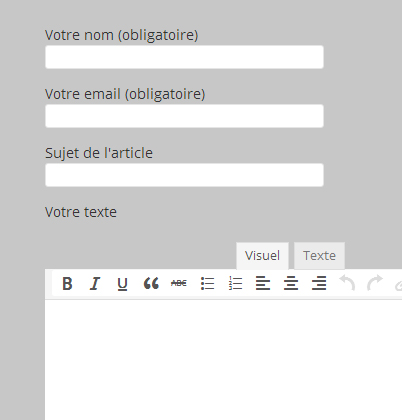 Votre nom (obligatoire)
Votre email (obligatoire)
Sujet de l'article
Votre texte
Visuel Texte
B I U ABC